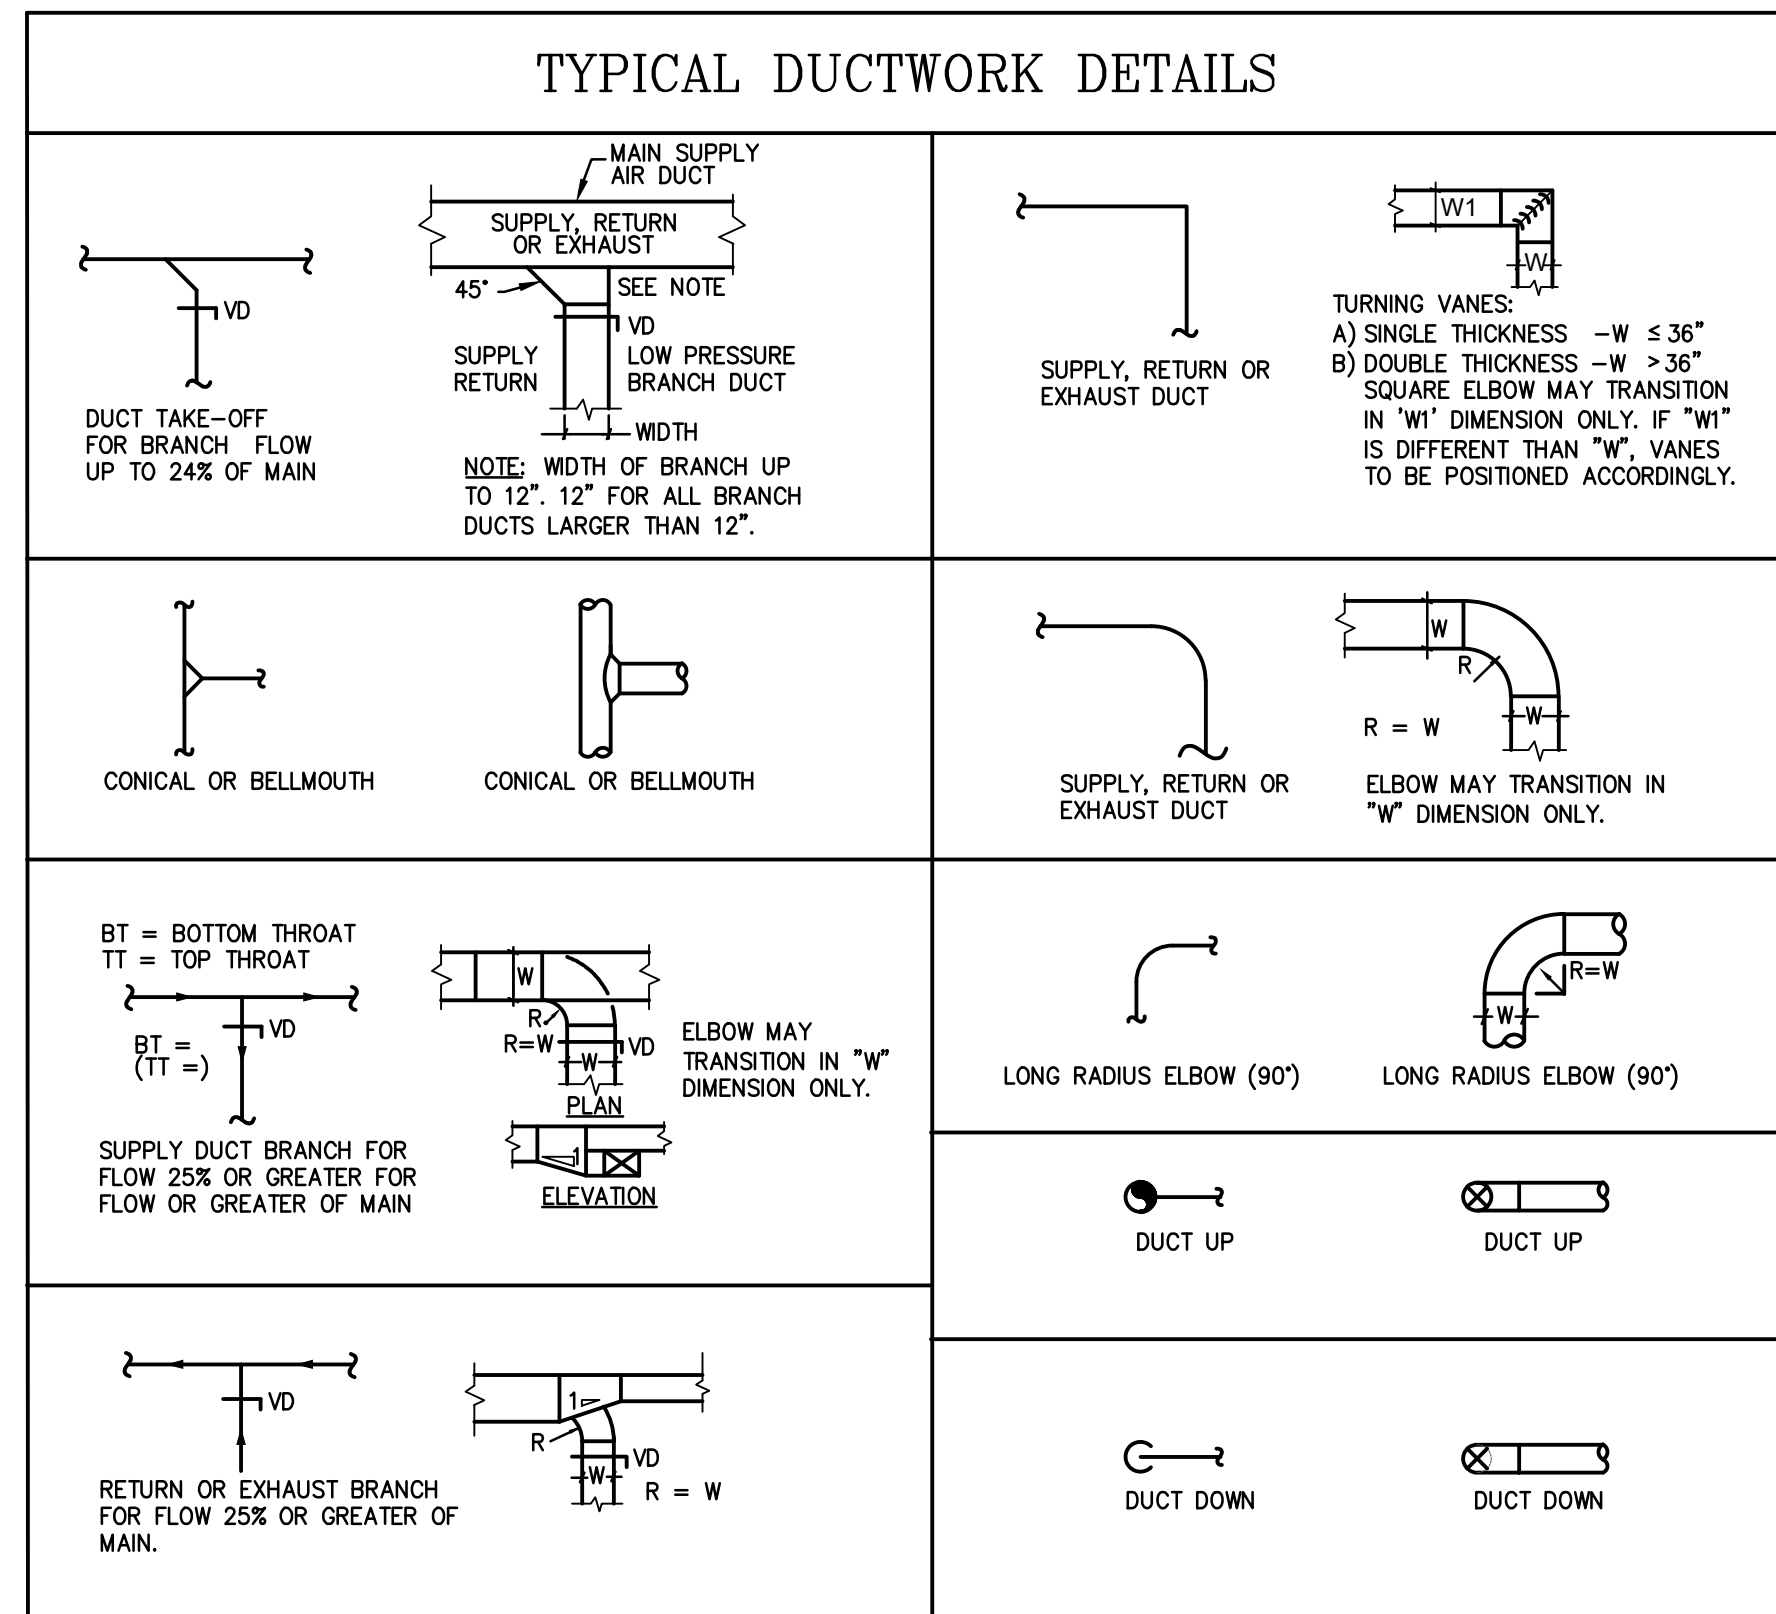 TYPICAL DUCTWORK DETAILS
MAIN SUPPLY
AIR DUCT
SUPPLY, RETURN
OR EXHAUST
45°
SEE NOTE
VD
VD
SUPPLY
RETURN
LOW PRESSURE
BRANCH DUCT
WIDTH
DUCT TAKE-OFF
FOR BRANCH FLOW
UP TO 24% OF MAIN
NOTE: WIDTH OF BRANCH UP
TO 12". 12" FOR ALL BRANCH
DUCTS LARGER THAN 12".
W1
W
SUPPLY, RETURN OR
EXHAUST DUCT
TURNING VANES:
A) SINGLE THICKNESS -W ≤ 36"
B) DOUBLE THICKNESS -W > 36"
SQUARE ELBOW MAY TRANSITION
IN 'W1' DIMENSION ONLY. IF "W1"
IS DIFFERENT THAN "W", VANES
TO BE POSITIONED ACCORDINGLY.
CONICAL OR BELLMOUTH
CONICAL OR BELLMOUTH
W
R
W
R = W
SUPPLY, RETURN OR
EXHAUST DUCT
ELBOW MAY TRANSITION IN
"W" DIMENSION ONLY.
BT = BOTTOM THROAT
TT = TOP THROAT
VD
BT =
(TT =)
SUPPLY DUCT BRANCH FOR
FLOW 25% OR GREATER FOR
FLOW OR GREATER OF MAIN
W
R
R=W
VD
W
PLAN
ELBOW MAY
TRANSITION IN "W"
DIMENSION ONLY.
1
ELEVATION
R=W
W
LONG RADIUS ELBOW (90°)
LONG RADIUS ELBOW (90°)
DUCT UP
DUCT UP
VD
RETURN OR EXHAUST BRANCH
FOR FLOW 25% OR GREATER OF
MAIN.
1
R
VD
W
R = W
DUCT DOWN
DUCT DOWN